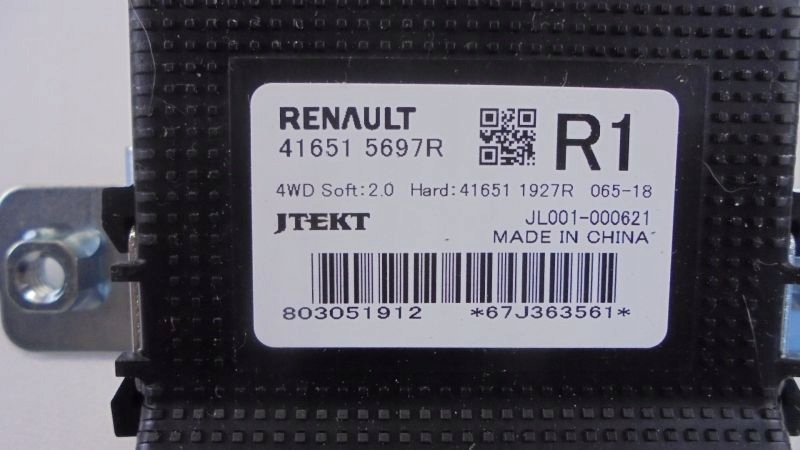 RENAULT
41651 5697R
R1
4WD Soft:2.0 Hard:41651 1927R 065-18
JTEKT JL001-000621
MADE IN CHINA
803051912 *67J363561*